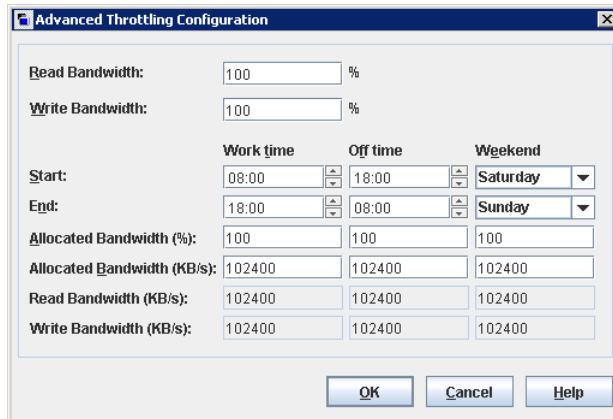 Advanced Throttling Configuration
Read Bandwidth: 100 %
Write Bandwidth: 100 %
Work time Off time Weekend
Start: 08:00 18:00 Saturday
End: 18:00 08:00 Sunday
Allocated Bandwidth (%): 100 100 100
Allocated Bandwidth (KB/s): 102400 102400 102400
Read Bandwidth (KB/s): 102400 102400 102400
Write Bandwidth (KB/s): 102400 102400 102400
OK Cancel Help